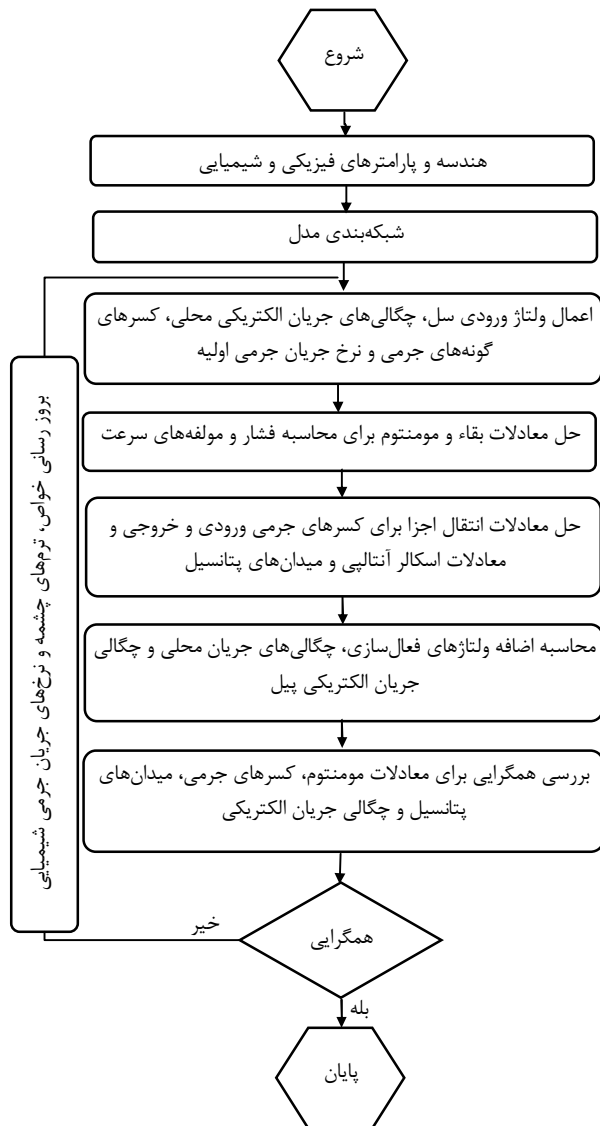 شروع
هندسه و پارامترهای فیزیکی و شیمیایی
شبکه‌بندی مدل
اعمال ولتاژ ورودی سل، چگالی‌های جریان الکتریکی محلی، کسرهای
گونه‌های جرمی و نرخ جریان جرمی اولیه
حل معادلات بقاء و مومنتوم برای محاسبه فشار و مولفه‌های سرعت
حل معادلات انتقال اجزا برای کسرهای جرمی ورودی و خروجی و
معادلات اسکالر آنتالپی و میدان‌های پتانسیل
محاسبه اضافه ولتاژهای فعال‌سازی، چگالی‌های جریان محلی و چگالی
جریان الکتریکی پیل
بررسی همگرایی برای معادلات مومنتوم، کسرهای جرمی، میدان‌های
پتانسیل و چگالی جریان الکتریکی
همگرایی
خیر
بروز رسانی خواص، ترم‌های چشمه و نرخ‌های جریان جرمی شیمیایی
بله
پایان